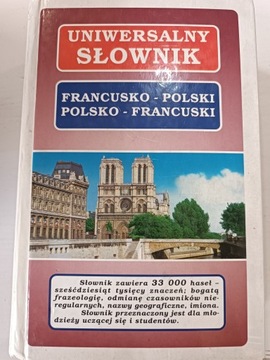 UNIWERSALNY
SŁOWNIK
FRANCUSKO - POLSKI
POLSKO - FRANCUSKI
Słownik zawiera 33 000 haseł -
sześćdziesiąt tysięcy znaczeń; bogatą
frazeologię, odmianę czasowników nie-
regularnych, nazwy geograficzne, imiona.
Słownik przeznaczony jest dla mło-
dzieży uczącej się i studentów.